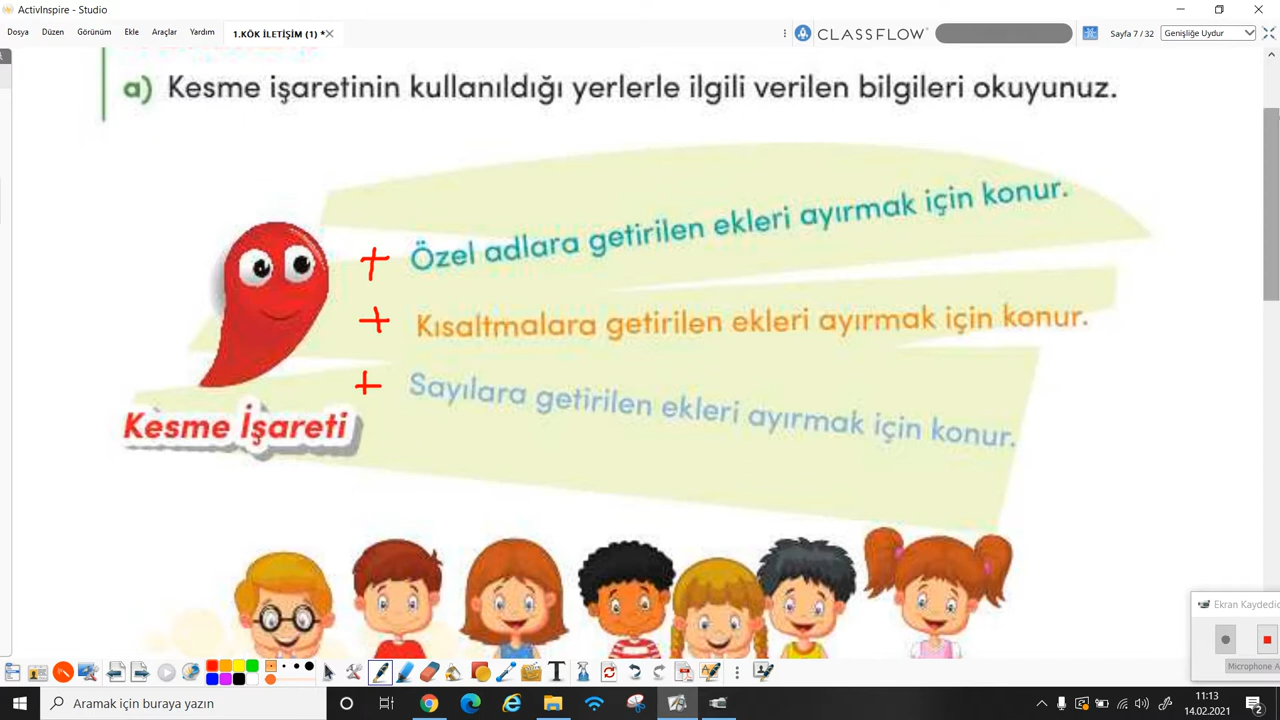 ActivInspire - Studio
Dosya Düzen Görünüm Ekle Araçlar Yardım 1.KÖK İLETİŞİM (1) * CLASSFLOW Sayfa 7 / 32 Genişliğe Uydur
a) Kesme işaretinin kullanıldığı yerlerle ilgili verilen bilgileri okuyunuz.
+ Özel adlara getirilen ekleri ayırmak için konur.
+ Kısaltmalara getirilen ekleri ayırmak için konur.
+ Sayılara getirilen ekleri ayırmak için konur.
Kesme İşareti
Ekran Kaydedic
Microphone A
Aramak için buraya yazın
11:13
14.02.2021
2